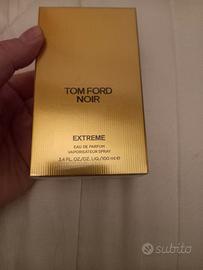 TOM FORD
NOIR
EXTREME
EAU DE PARFUM
VAPORISATEUR SPRAY
3.4 FL.OZ./OZ.LIQ./100 ml ℮
subito